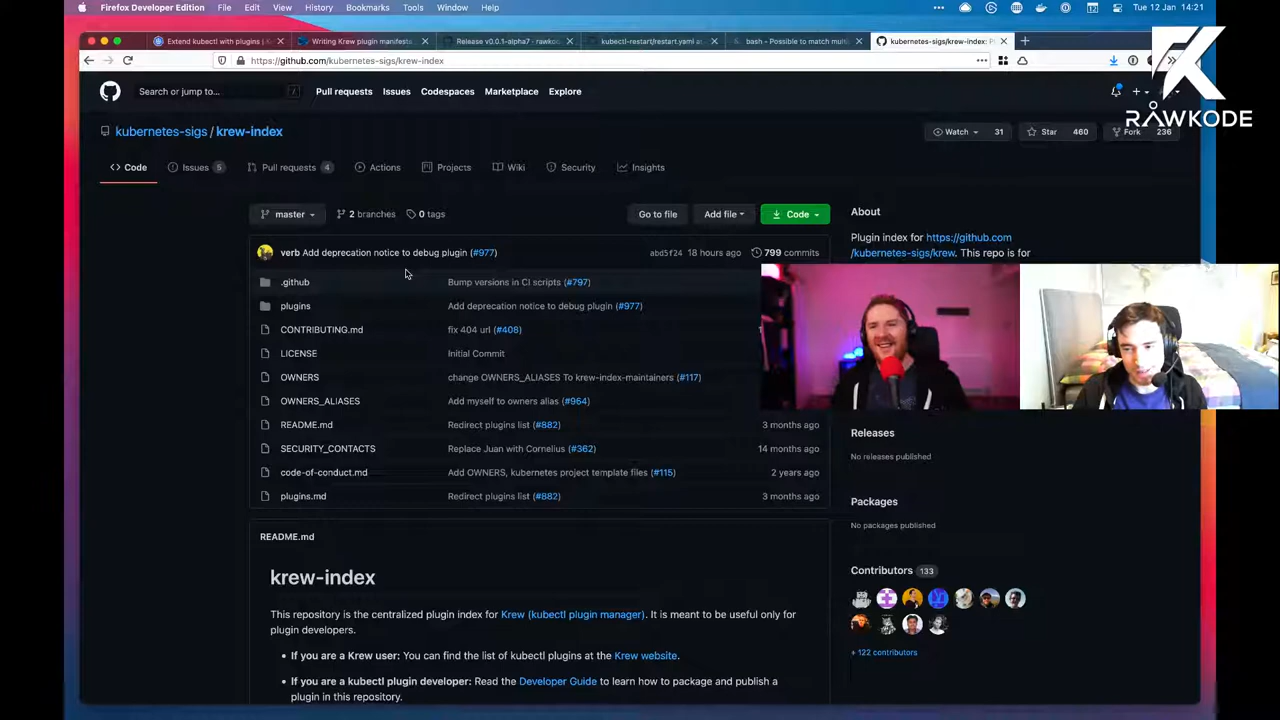 Firefox Developer Edition File Edit View History Bookmarks Tools Window Help Tue 12 Jan 14:21
Extend kubectl with plugins | K
Writing Krew plugin manifests
Release v0.0.1-alpha7 · rawkod
kubectl-restart/restart.yaml at
bash - Possible to match multi
kubernetes-sigs/krew-index: P
https://github.com/kubernetes-sigs/krew-index
RAWKODE
Search or jump to... /
Pull requests Issues Codespaces Marketplace Explore
kubernetes-sigs / krew-index
Watch 31 Star 460 Fork 236
Code Issues 5 Pull requests 4 Actions Projects Wiki Security Insights
master 2 branches 0 tags Go to file Add file Code
About
Plugin index for https://github.com
/kubernetes-sigs/krew. This repo is for
verb Add deprecation notice to debug plugin (#977) abd5f24 18 hours ago 799 commits
.github Bump versions in CI scripts (#797)
plugins Add deprecation notice to debug plugin (#977)
CONTRIBUTING.md fix 404 url (#408)
LICENSE Initial Commit
OWNERS change OWNERS_ALIASES To krew-index-maintainers (#117)
OWNERS_ALIASES Add myself to owners alias (#964)
README.md Redirect plugins list (#882) 3 months ago
SECURITY_CONTACTS Replace Juan with Cornelius (#362) 14 months ago
code-of-conduct.md Add OWNERS, kubernetes project template files (#115) 2 years ago
plugins.md Redirect plugins list (#882) 3 months ago
Releases
No releases published
Packages
No packages published
Contributors 133
+ 122 contributors
README.md
krew-index
This repository is the centralized plugin index for Krew (kubectl plugin manager). It is meant to be useful only for
plugin developers.
• If you are a Krew user: You can find the list of kubectl plugins at the Krew website.
• If you are a kubectl plugin developer: Read the Developer Guide to learn how to package and publish a
plugin in this repository.